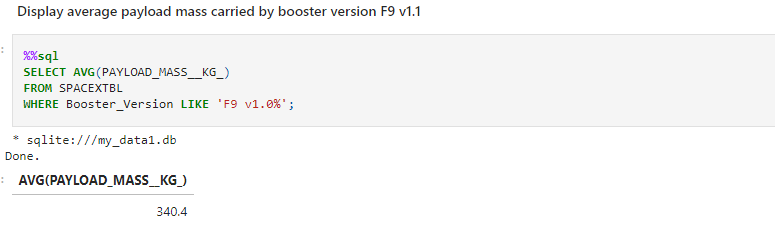 Display average payload mass carried by booster version F9 v1.1
:
%%sql
SELECT AVG(PAYLOAD_MASS__KG_)
FROM SPACEXTBL
WHERE Booster_Version LIKE 'F9 v1.0%';
* sqlite:///my_data1.db
Done.
: AVG(PAYLOAD_MASS__KG_)
340.4